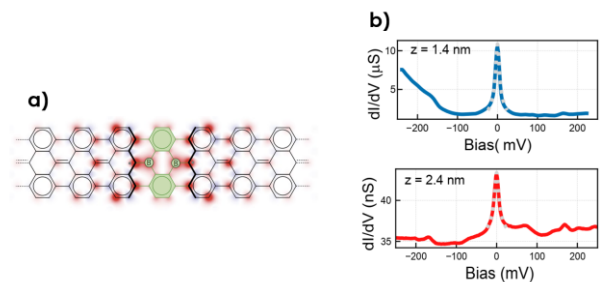 a)
B B
b)
z = 1.4 nm
dI/dV (µS)
10
5
−200 −100 0 100 200
Bias( mV)
z = 2.4 nm
dI/dV (nS)
40
35
−200 −100 0 100 200
Bias (mV)